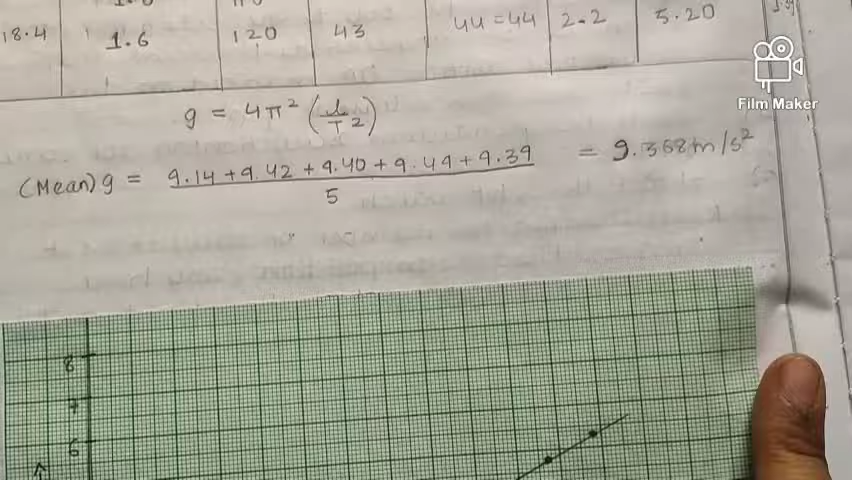 18.4 1.6 120 43 44=44 2.2 5.20
Film Maker
g = 4π² (l/T²)
(Mean) g = 9.14 + 9.42 + 9.40 + 9.49 + 9.39 / 5 = 9.368 m/s²
8
7
6